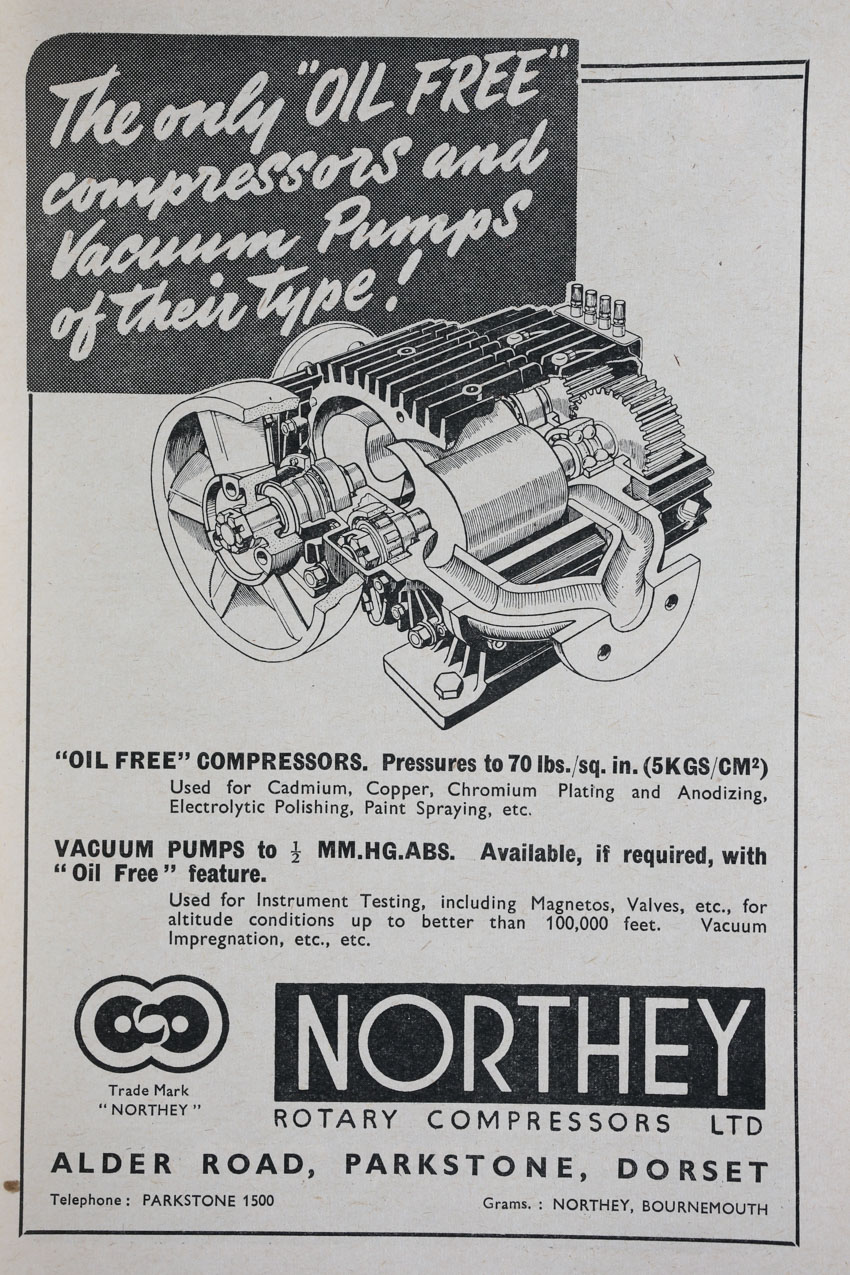 The only "OIL FREE"
compressors and
Vacuum Pumps
of their type!
"OIL FREE" COMPRESSORS. Pressures to 70 lbs./sq. in. (5KGS/CM²)
Used for Cadmium, Copper, Chromium Plating and Anodizing,
Electrolytic Polishing, Paint Spraying, etc.
VACUUM PUMPS to ½ MM.HG.ABS. Available, if required, with
"Oil Free" feature.
Used for Instrument Testing, including Magnetos, Valves, etc., for
altitude conditions up to better than 100,000 feet. Vacuum
Impregnation, etc., etc.
Trade Mark
"NORTHEY"
NORTHEY
ROTARY COMPRESSORS LTD
ALDER ROAD, PARKSTONE, DORSET
Telephone: PARKSTONE 1500 Grams.: NORTHEY, BOURNEMOUTH